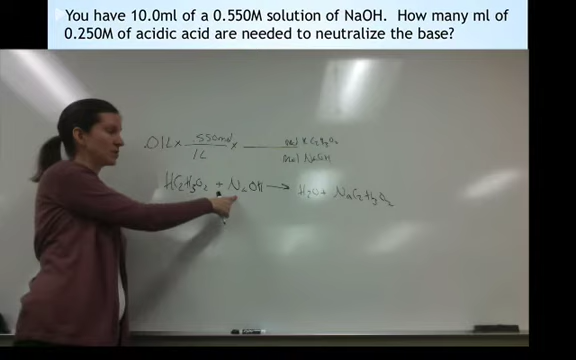 You have 10.0ml of a 0.550M solution of NaOH. How many ml of
0.250M of acidic acid are needed to neutralize the base?
.01L x .550mol x mol HC2H3O2
1L mol NaOH
HC2H3O2 + NaOH → H2O + NaC2H3O2